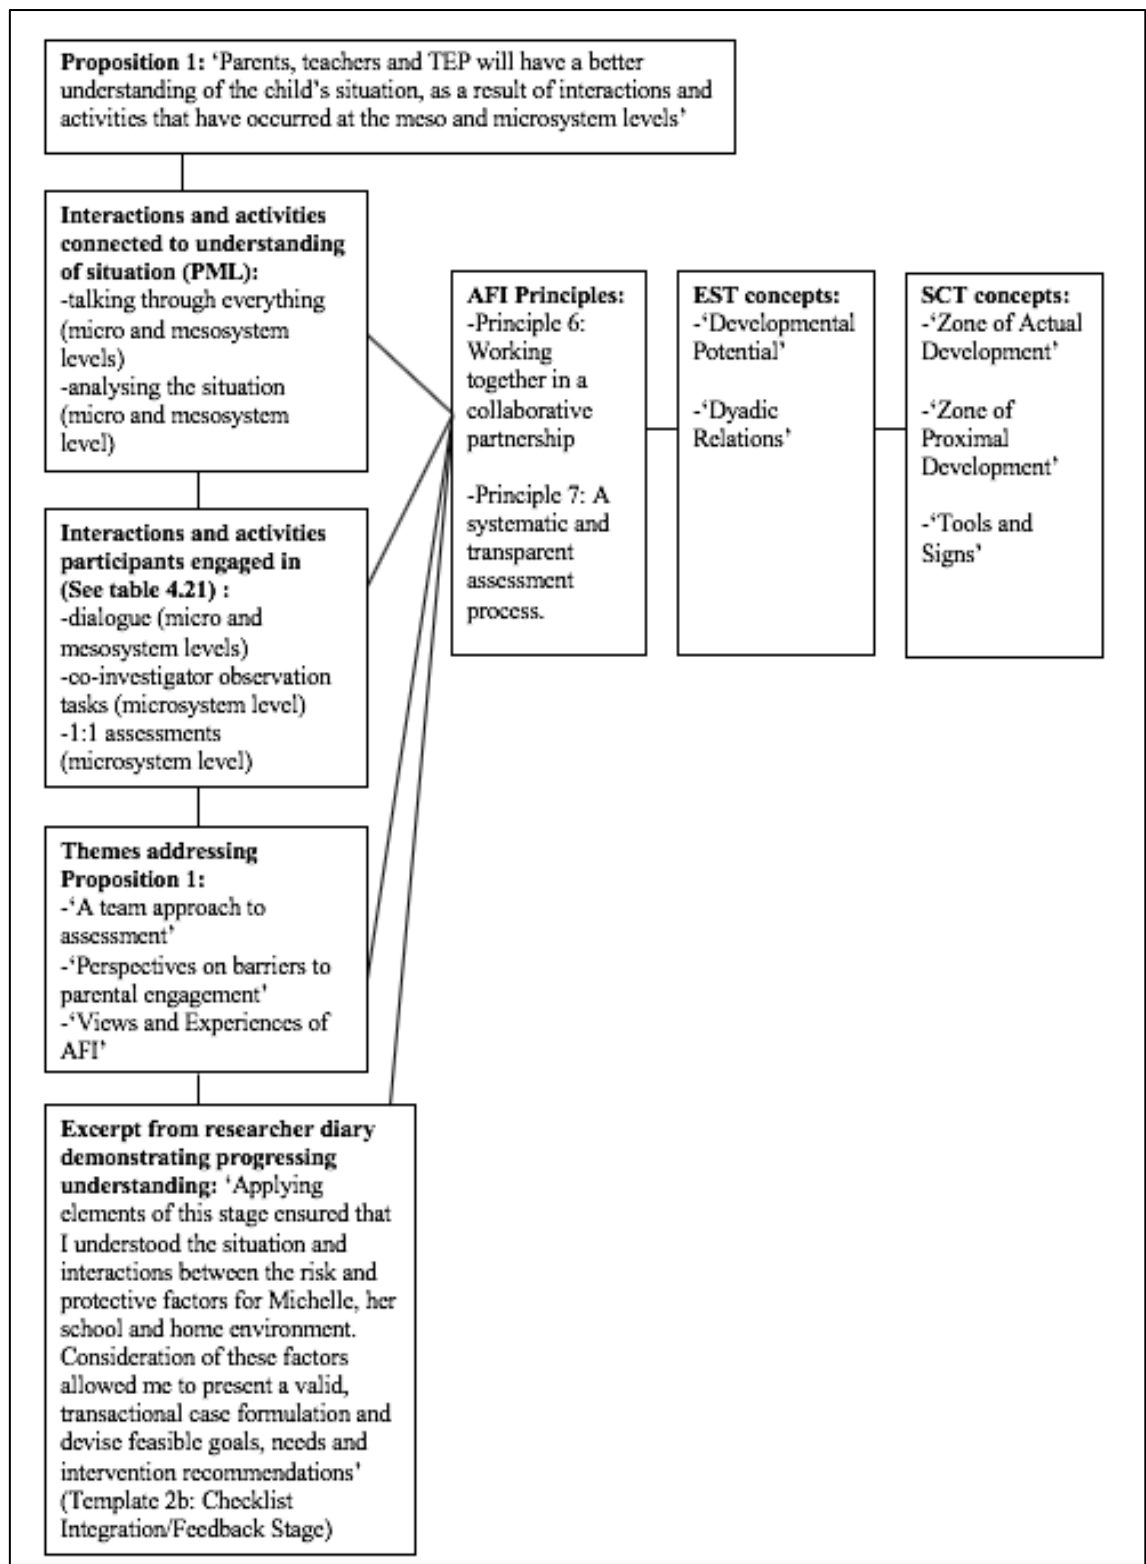 Proposition 1: ‘Parents, teachers and TEP will have a better
understanding of the child’s situation, as a result of interactions and
activities that have occurred at the meso and microsystem levels’
Interactions and activities
connected to understanding
of situation (PML):
-talking through everything
(micro and mesosystem
levels)
-analysing the situation
(micro and mesosystem
level)
Interactions and activities
participants engaged in
(See table 4.21) :
-dialogue (micro and
mesosystem levels)
-co-investigator observation
tasks (microsystem level)
-1:1 assessments
(microsystem level)
Themes addressing
Proposition 1:
-‘A team approach to
assessment’
-‘Perspectives on barriers to
parental engagement’
-‘Views and Experiences of
AFI’
Excerpt from researcher diary
demonstrating progressing
understanding: ‘Applying
elements of this stage ensured that
I understood the situation and
interactions between the risk and
protective factors for Michelle, her
school and home environment.
Consideration of these factors
allowed me to present a valid,
transactional case formulation and
devise feasible goals, needs and
intervention recommendations’
(Template 2b: Checklist
Integration/Feedback Stage)
AFI Principles:
-Principle 6:
Working
together in a
collaborative
partnership
-Principle 7: A
systematic and
transparent
assessment
process.
EST concepts:
-‘Developmental
Potential’
-‘Dyadic
Relations’
SCT concepts:
-‘Zone of Actual
Development’
-‘Zone of
Proximal
Development’
-‘Tools and
Signs’